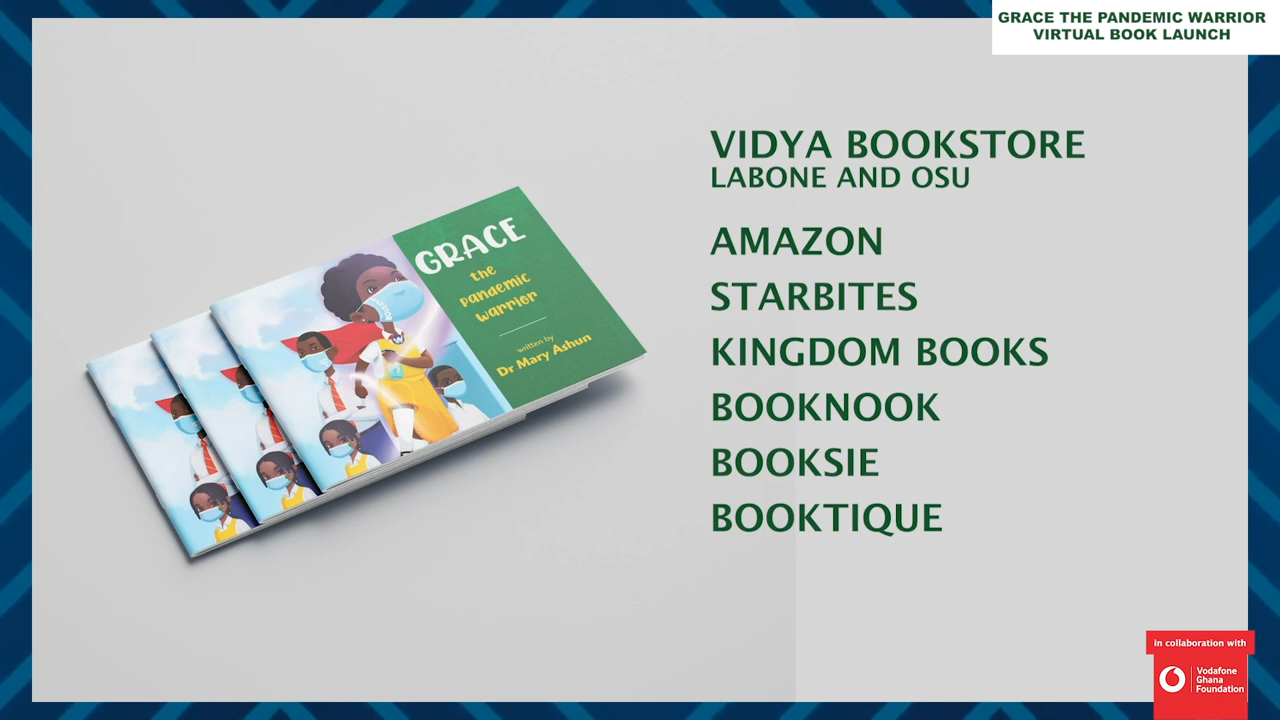 GRACE THE PANDEMIC WARRIOR
VIRTUAL BOOK LAUNCH
VIDYA BOOKSTORE
LABONE AND OSU
AMAZON
STARBITES
KINGDOM BOOKS
BOOKNOOK
BOOKSIE
BOOKTIQUE
GRACE
the
pandemic
warrior
written by
Dr Mary Ashun
In collaboration with
Vodafone
Ghana
Foundation